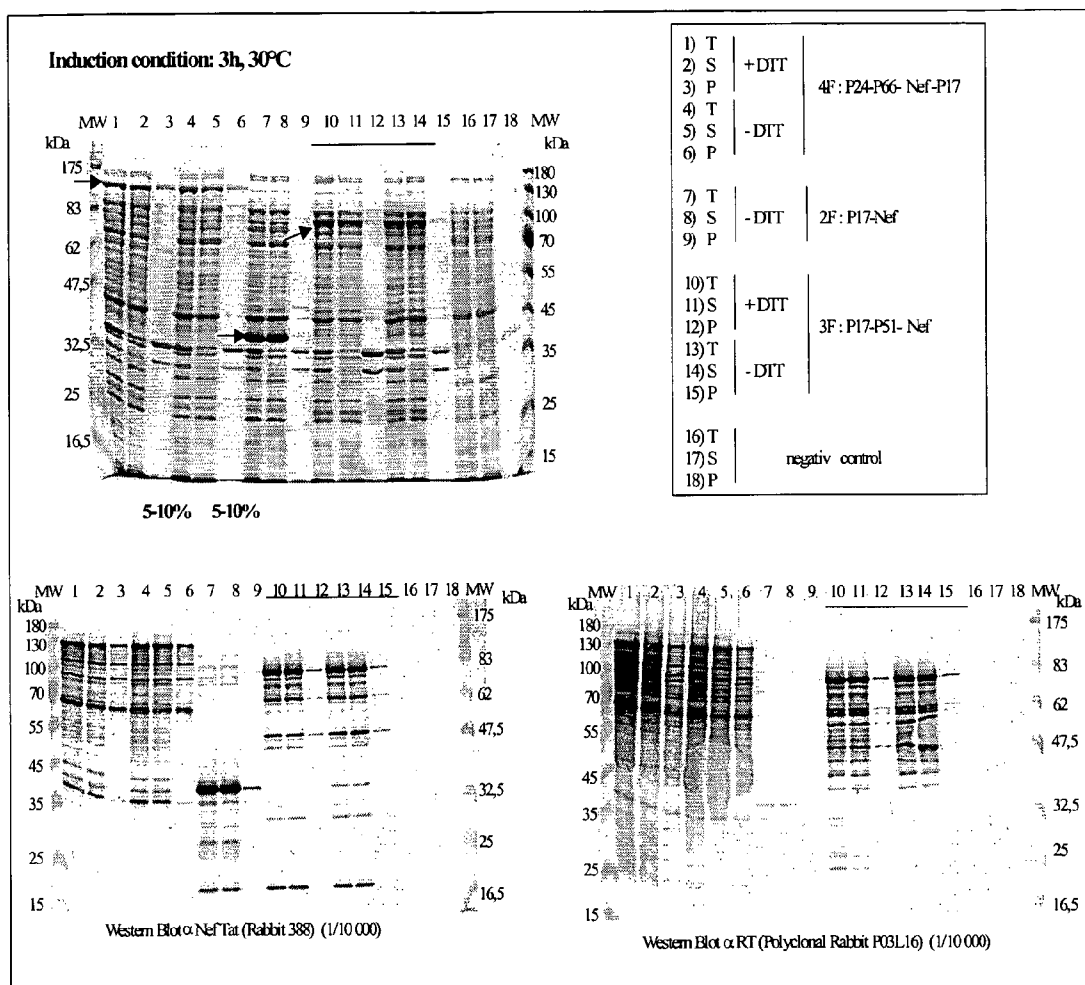 Induction condition: 3h, 30°C
MW 1 2 3 4 5 6 7 8 9 10 11 12 13 14 15 16 17 18 MW
kDa kDa
175
83
62
47,5
32,5
25
16,5
180
130
100
70
55
45
35
25
15
5-10% 5-10%
1) T
2) S +DTT
3) P
4F : P24-P66- Nef -P17
4) T
5) S -DTT
6) P
7) T
8) S -DTT 2F : P17-Nef
9) P
10) T
11) S +DTT
12) P
3F : P17-P51- Nef
13) T
14) S -DTT
15) P
16) T
17) S negativ control
18) P
MW 1 2 3 4 5 6 7 8 9 10 11 12 13 14 15 16 17 18 MW
kDa kDa
180
130
100
70
55
45
35
25
15
175
83
62
47,5
32,5
25
16,5
Western Blot α Nef Tat (Rabbit 388) (1/10 000)
MW 1 2 3 4 5 6 7 8 9 10 11 12 13 14 15 16 17 18 MW
kDa kDa
180
130
100
70
55
45
35
25
15
175
83
62
47,5
32,5
25
16,5
Western Blot α RT (Polyclonal Rabbit P03L16) (1/10 000)